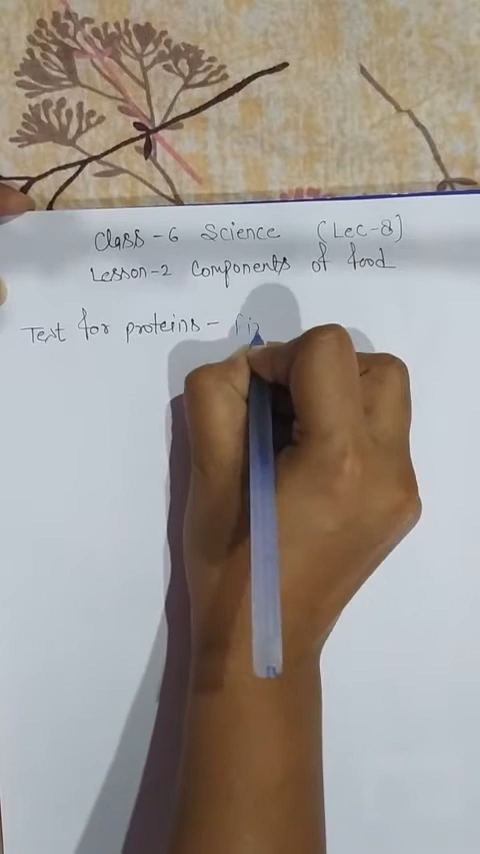 Class-6 Science (Lec-8)
Lesson-2 Components of food
Test for proteins -